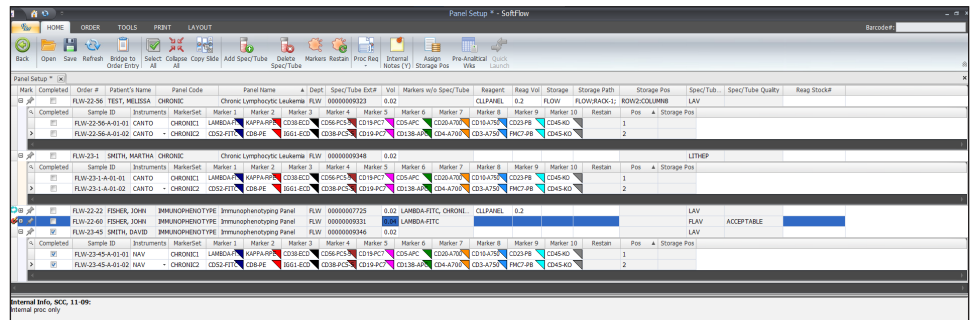 Panel Setup * - SoftFlow
HOME ORDER TOOLS PRINT LAYOUT Barcode#:
Back Open Save Refresh Bridge to Order Entry Select All Collapse All Copy Slide Add Spec/Tube Delete Spec/Tube Markers Restain Proc Req Internal Notes (Y) Assign Storage Pos Pre-Analitical Wks Quick Launch
Panel Setup *
Mark Completed Order # Patient's Name Panel Code Panel Name Dept Spec/Tube Ext# Vol Markers w/o Spec/Tube Reagent Reag Vol Storage Storage Path Storage Pos Spec/Tub... Spec/Tube Quality Reag Stock#
FLW-22-56 TEST, MELISSA CHRONIC Chronic Lymphocytic Leukemia FLW 00000009323 0.02 CLLPANEL 0.2 FLOW FLOW;RACK-1; ROW2:COLUMN8 LAV
Completed Sample ID Instruments MarkerSet Marker 1 Marker 2 Marker 3 Marker 4 Marker 5 Marker 6 Marker 7 Marker 8 Marker 9 Marker 10 Restain Pos Storage Pos
FLW-22-56-A-01-01 CANTO CHRONIC1 LAMBDA-FI KAPPA-RPE CD38-ECD CD56-PC5 CD19-PC7 CD5-APC CD20-A700 CD10-A750 CD23-PB CD45-KO 1
FLW-22-56-A-01-02 CANTO - CHRONIC2 CD52-FITC CD8-PE IGG1-ECD CD38-PC5 CD19-PC7 CD138-APC CD4-A700 CD3-A750 FMC7-PB CD45-KO 2
FLW-23-1 SMITH, MARTHA CHRONIC Chronic Lymphocytic Leukemia FLW 00000009348 0.02 LITHEP
Completed Sample ID Instruments MarkerSet Marker 1 Marker 2 Marker 3 Marker 4 Marker 5 Marker 6 Marker 7 Marker 8 Marker 9 Marker 10 Restain Pos Storage Pos
FLW-23-1-A-01-01 CANTO CHRONIC1 LAMBDA-FI KAPPA-RPE CD38-ECD CD56-PC5 CD19-PC7 CD5-APC CD20-A700 CD10-A750 CD23-PB CD45-KO 1
FLW-23-1-A-01-02 CANTO - CHRONIC2 CD52-FITC CD8-PE IGG1-ECD CD38-PC5 CD19-PC7 CD138-APC CD4-A700 CD3-A750 FMC7-PB CD45-KO 2
FLW-22-22 FISHER, JOHN IMMUNOPHENOTYPE Immunophenotyping Panel FLW 00000007725 0.02 LAMBDA-FITC, CHRONI... CLLPANEL 0.2 LAV
FLW-22-60 FISHER, JOHN IMMUNOPHENOTYPE Immunophenotyping Panel FLW 00000009331 0.04 LAMBDA-FITC FLAV ACCEPTABLE
FLW-23-45 SMITH, DAVID IMMUNOPHENOTYPE Immunophenotyping Panel FLW 00000009346 0.02 LAV
Completed Sample ID Instruments MarkerSet Marker 1 Marker 2 Marker 3 Marker 4 Marker 5 Marker 6 Marker 7 Marker 8 Marker 9 Marker 10 Restain Pos Storage Pos
FLW-23-45-A-01-01 NAV CHRONIC1 LAMBDA-FI KAPPA-RPE CD38-ECD CD56-PC5 CD19-PC7 CD5-APC CD20-A700 CD10-A750 CD23-PB CD45-KO 1
FLW-23-45-A-01-02 NAV - CHRONIC2 CD52-FITC CD8-PE IGG1-ECD CD38-PC5 CD19-PC7 CD138-APC CD4-A700 CD3-A750 FMC7-PB CD45-KO 2
Internal Info, SCC, 11-09:
Internal proc only